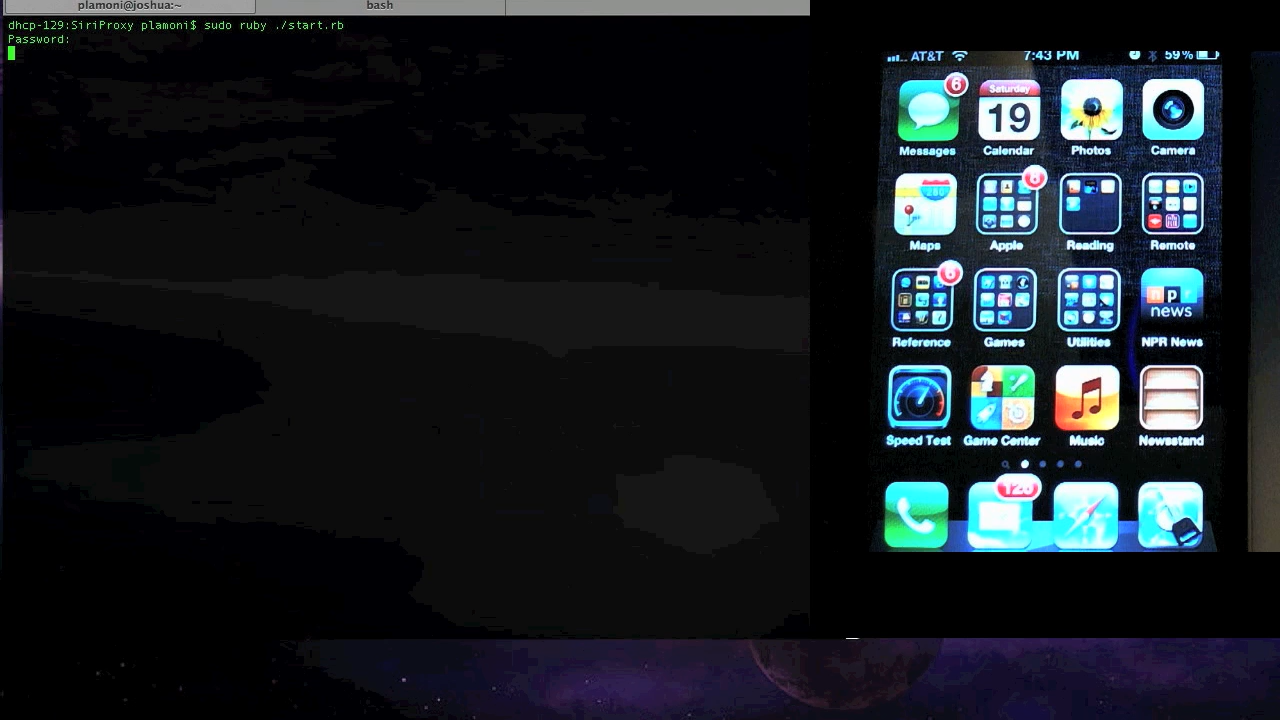 plamoni@joshua:~
bash
dhcp-129:SiriProxy plamoni$ sudo ruby ./start.rb
Password:
AT&T 7:43 PM 59%
6
Saturday
19
Messages Calendar Photos Camera
280
8
Maps Apple Reading Remote
6
npr
news
Reference Games Utilities NPR News
Speed Test Game Center Music Newsstand